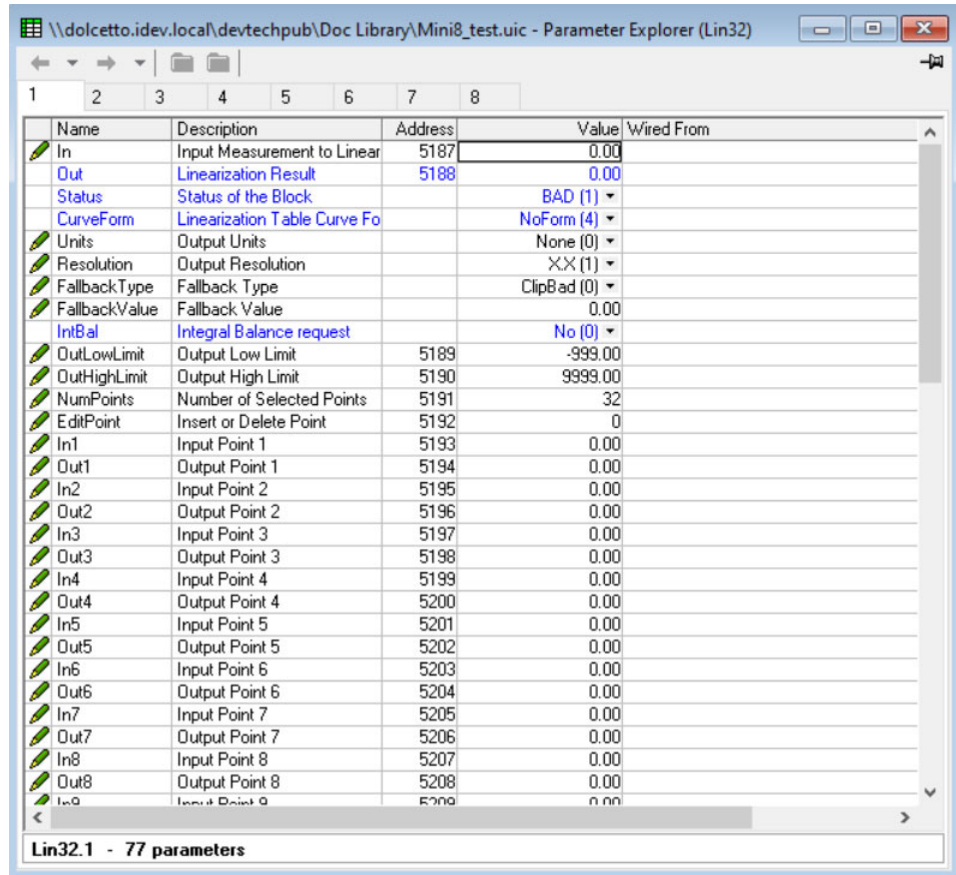 \\dolcetto.idev.local\devtechpub\Doc Library\Mini8_test.uic - Parameter Explorer (Lin32)
1 2 3 4 5 6 7 8
Name Description Address Value Wired From
In Input Measurement to Linear 5187 0.00
Out Linearization Result 5188 0.00
Status Status of the Block BAD (1)
CurveForm Linearization Table Curve Fo NoForm (4)
Units Output Units None (0)
Resolution Output Resolution X.X (1)
FallbackType Fallback Type ClipBad (0)
FallbackValue Fallback Value 0.00
IntBal Integral Balance request No (0)
OutLowLimit Output Low Limit 5189 -999.00
OutHighLimit Output High Limit 5190 9999.00
NumPoints Number of Selected Points 5191 32
EditPoint Insert or Delete Point 5192 0
In1 Input Point 1 5193 0.00
Out1 Output Point 1 5194 0.00
In2 Input Point 2 5195 0.00
Out2 Output Point 2 5196 0.00
In3 Input Point 3 5197 0.00
Out3 Output Point 3 5198 0.00
In4 Input Point 4 5199 0.00
Out4 Output Point 4 5200 0.00
In5 Input Point 5 5201 0.00
Out5 Output Point 5 5202 0.00
In6 Input Point 6 5203 0.00
Out6 Output Point 6 5204 0.00
In7 Input Point 7 5205 0.00
Out7 Output Point 7 5206 0.00
In8 Input Point 8 5207 0.00
Out8 Output Point 8 5208 0.00
In9 Input Point 9 5209 0.00
Lin32.1 - 77 parameters